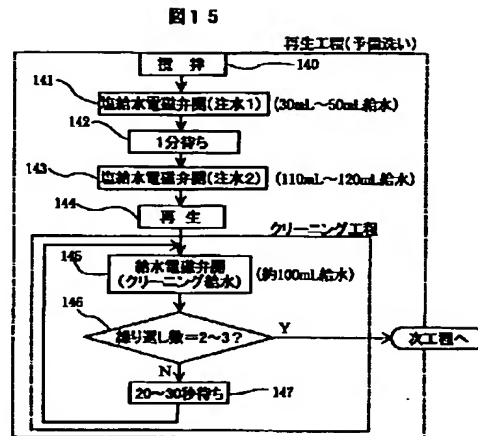 図15
再生工程(予備洗い)
攪拌
140
141
塩給水電磁弁開(注水1)
(30mL～50mL給水)
142
1分待ち
143
塩給水電磁弁開(注水2)
(110mL～120mL給水)
144
再生
クリーニング工程
145
給水電磁弁開
(クリーニング給水)
(約100mL給水)
146
繰り返し数=2～3?
Y
次工程へ
N
20～30秒待ち
147